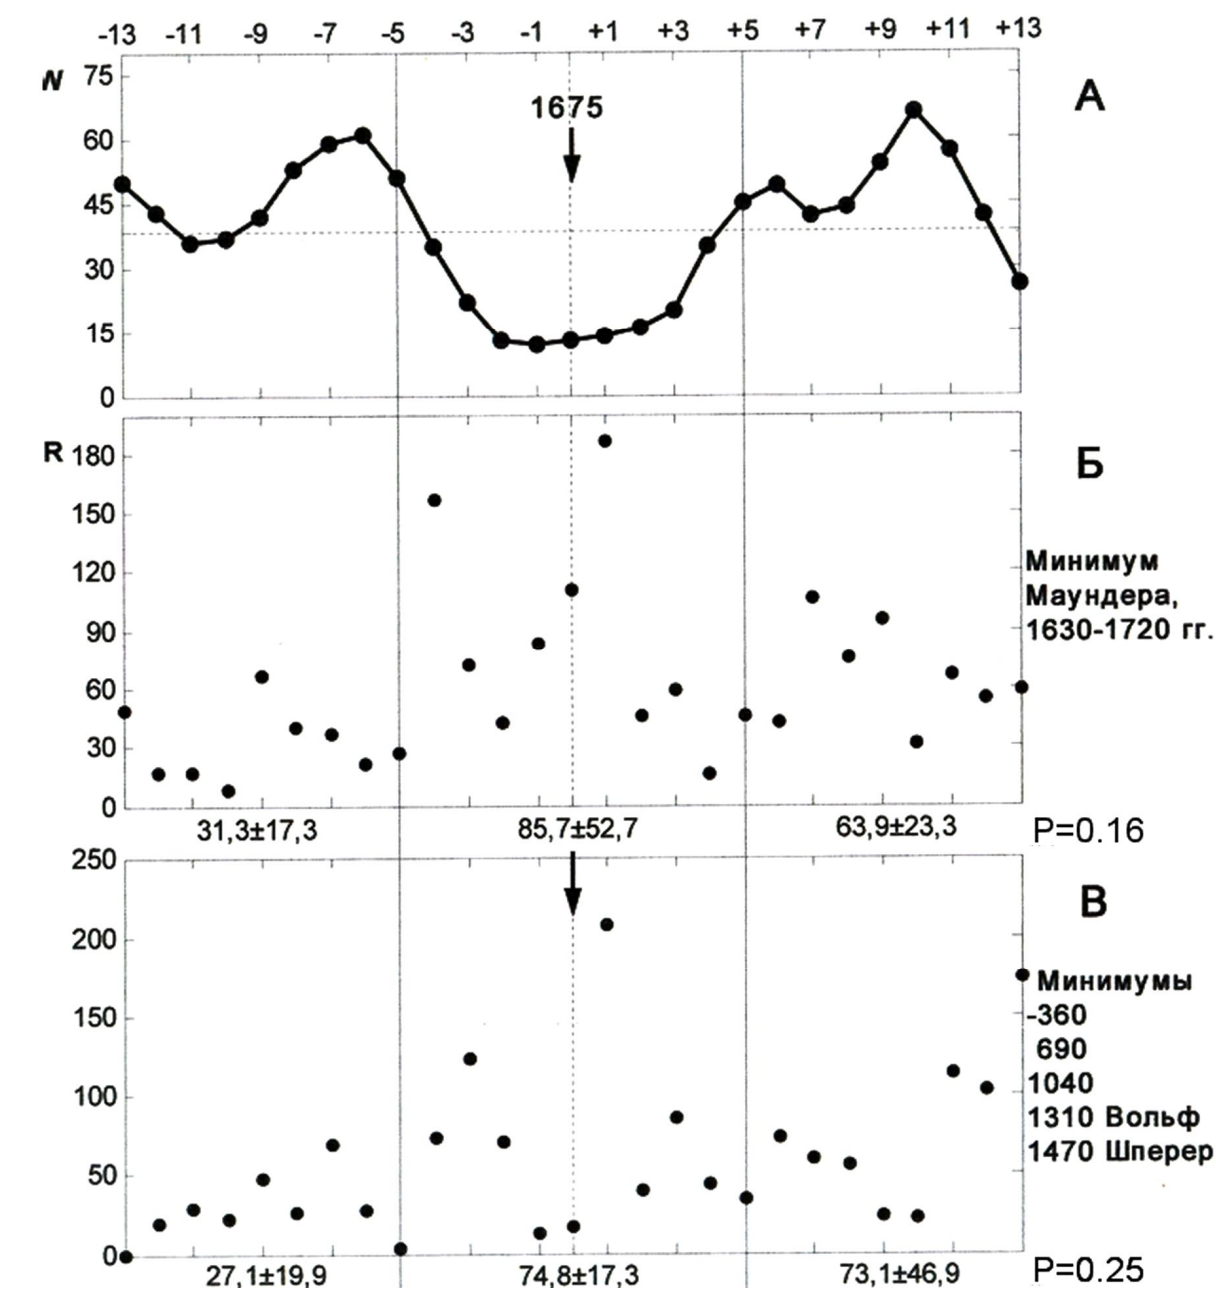 -13 -11 -9 -7 -5 -3 -1 +1 +3 +5 +7 +9 +11 +13
W 75
А
1675
60
45
30
15
0
R 180
Б
150
120
Минимум
Маундера,
1630-1720 гг.
90
60
30
0
31,3±17,3 85,7±52,7 63,9±23,3 P=0.16
250
В
200
Минимумы
-360
150
690
1040
100
1310 Вольф
1470 Шперер
50
0
27,1±19,9 74,8±17,3 73,1±46,9 P=0.25